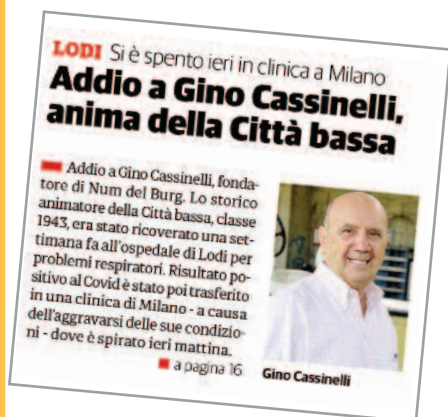 LODI Si è spento ieri in clinica a Milano
Addio a Gino Cassinelli,
anima della Città bassa
Addio a Gino Cassinelli, fonda-
tore di Num del Burg. Lo storico
animatore della Città bassa, classe
1943, era stato ricoverato una set-
timana fa all'ospedale di Lodi per
problemi respiratori. Risultato po-
sitivo al Covid è stato poi trasferito
in una clinica di Milano - a causa
dell'aggravarsi delle sue condizio-
ni - dove è spirato ieri mattina.
a pagina 16
Gino Cassinelli